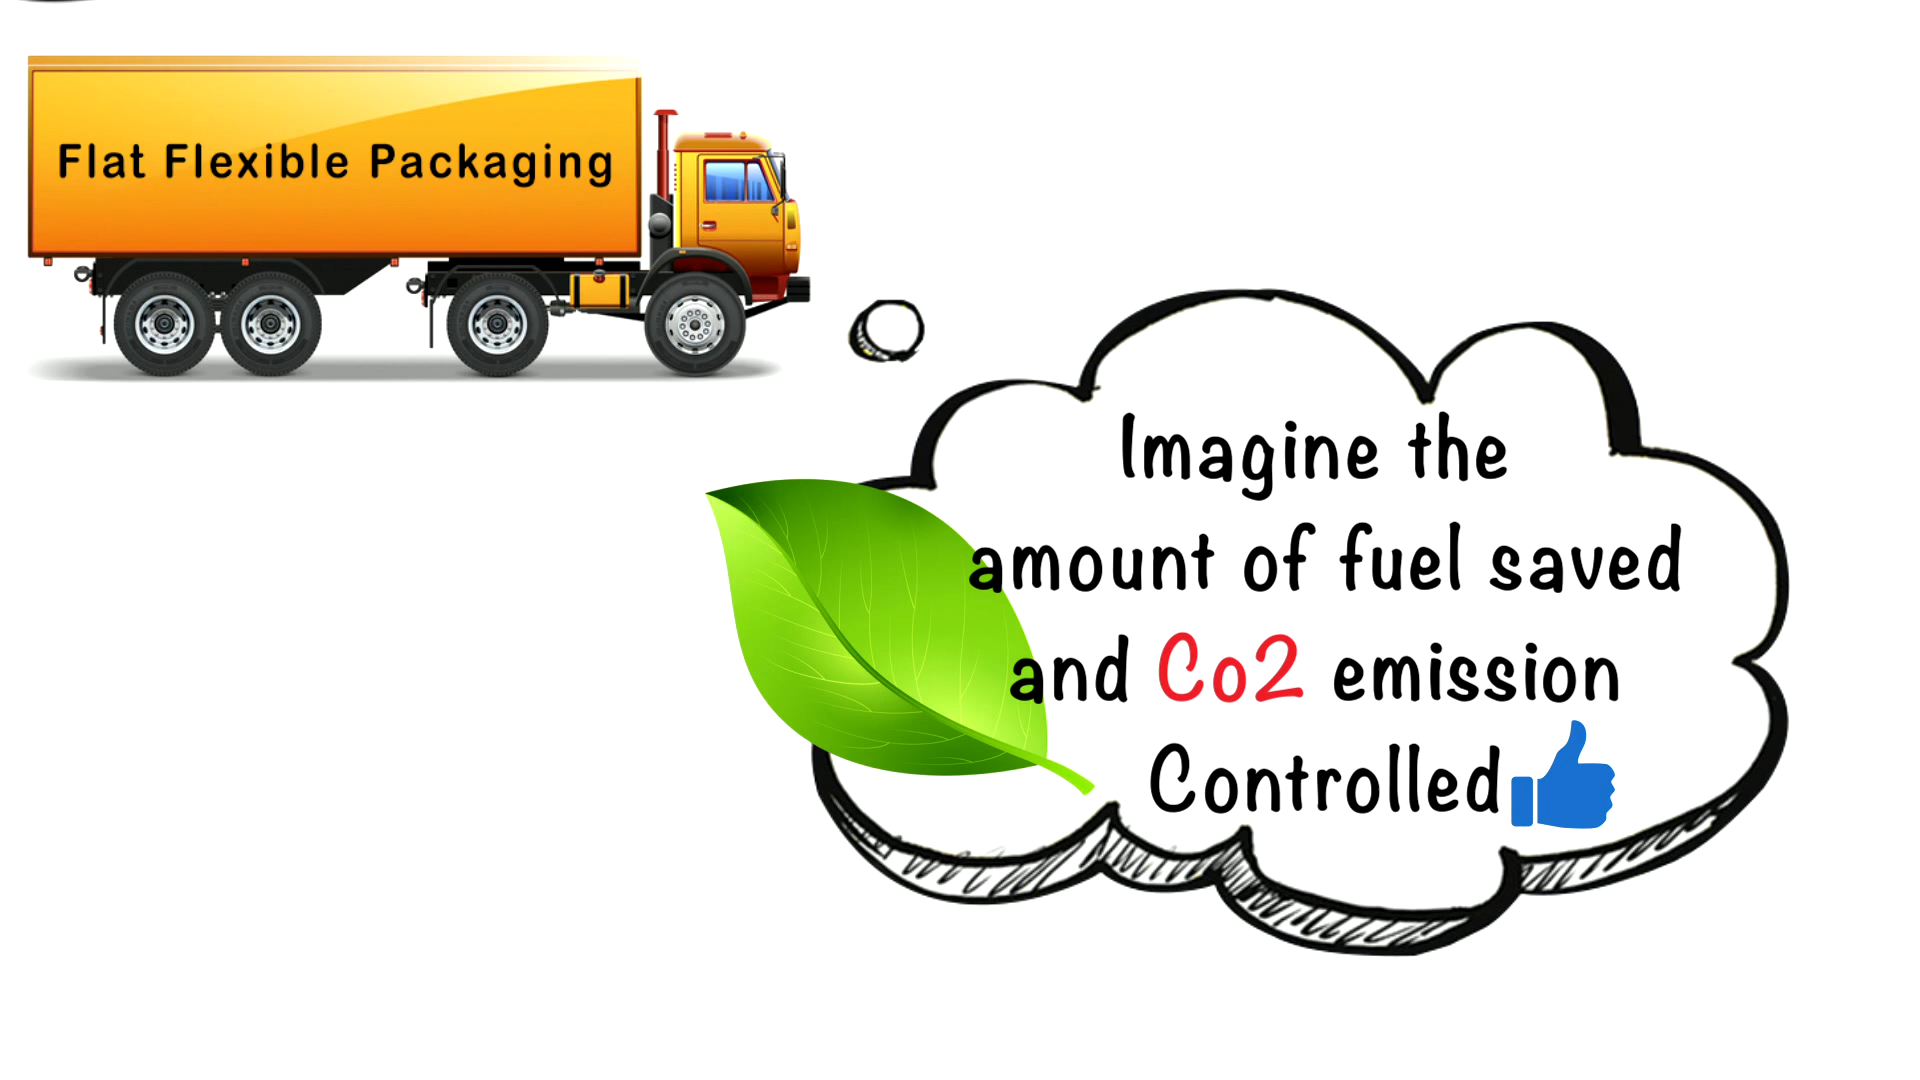 Flat Flexible Packaging
Imagine the
amount of fuel saved
and Co2 emission
Controlled